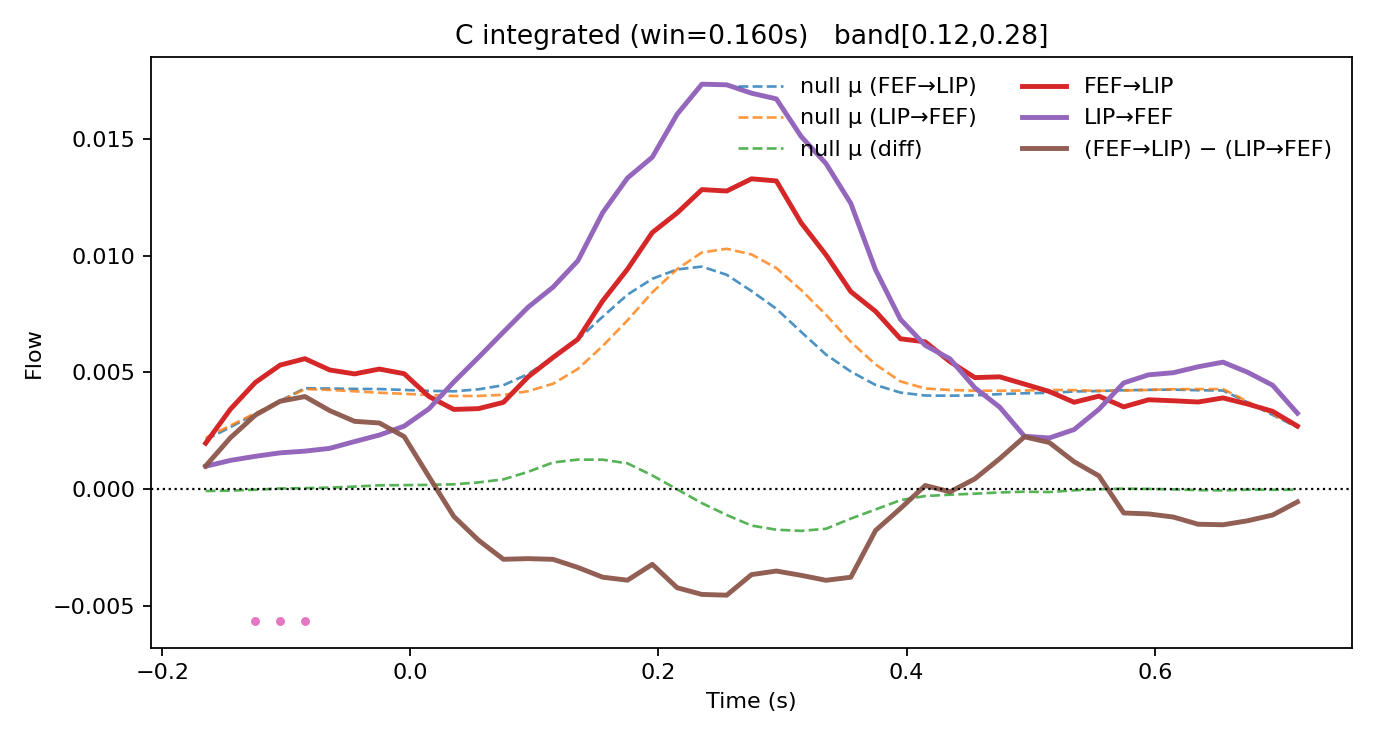 C integrated (win=0.160s)   band[0.12,0.28]
null μ (FEF→LIP)
null μ (LIP→FEF)
null μ (diff)
FEF→LIP
LIP→FEF
(FEF→LIP) − (LIP→FEF)
Flow
0.015
0.010
0.005
0.000
−0.005
−0.2
0.0
0.2
0.4
0.6
Time (s)